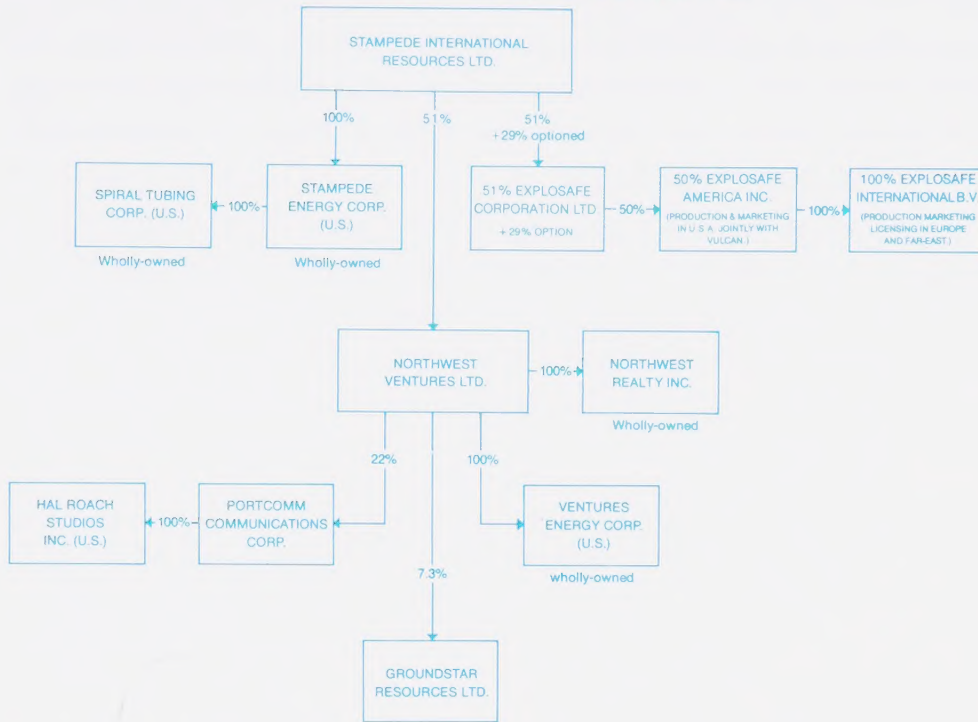 STAMPEDE INTERNATIONAL
RESOURCES LTD.
100%
51%
51%
+29% optioned
SPIRAL TUBING
CORP. (U.S.)
100%
STAMPEDE
ENERGY CORP.
(U.S.)
51% EXPLOSAFE
CORPORATION LTD.
+ 29% OPTION
50%
50% EXPLOSAFE
AMERICA INC.
(PRODUCTION & MARKETING
IN U.S.A. JOINTLY WITH
VULCAN.)
100%
100% EXPLOSAFE
INTERNATIONAL B.V.
(PRODUCTION MARKETING
LICENSING IN EUROPE
AND FAR-EAST.)
Wholly-owned
Wholly-owned
NORTHWEST
VENTURES LTD.
100%
NORTHWEST
REALTY INC.
Wholly-owned
22%
100%
HAL ROACH
STUDIOS
INC. (U.S.)
100%
PORTCOMM
COMMUNICATIONS
CORP.
VENTURES
ENERGY CORP.
(U.S.)
wholly-owned
7.3%
GROUNDSTAR
RESOURCES LTD.